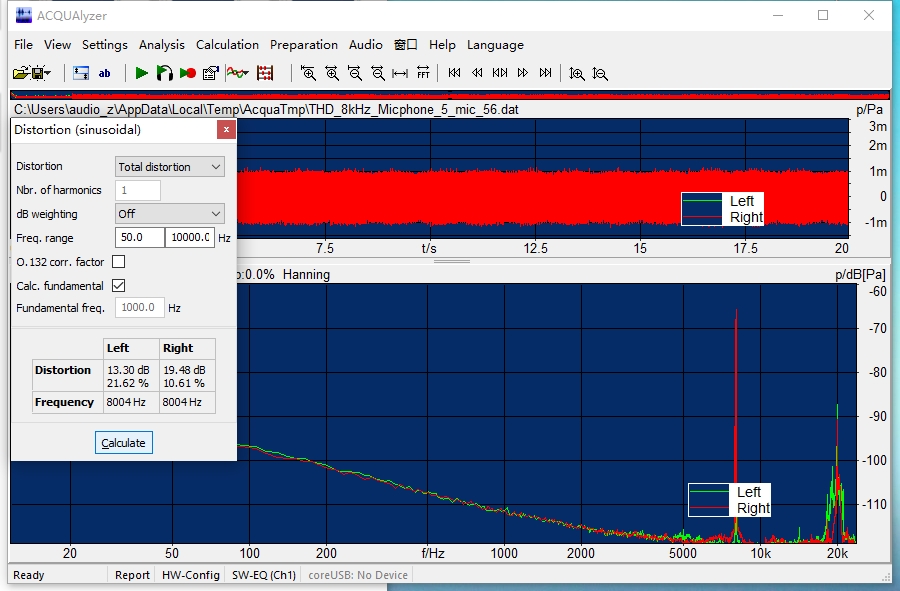 ACQUAlyzer
File View Settings Analysis Calculation Preparation Audio 窗口 Help Language
ab
FFT
C:\Users\audio_z\AppData\Local\Temp\AcquaTmp\THD_8kHz_Micphone_5_mic_56.dat p/Pa
Distortion (sinusoidal) x
3m
2m
1m
0
-1m
Left
Right
7.5 t/s 12.5 15 17.5 20
Distortion Total distortion
Nbr. of harmonics 1
dB weighting Off
Freq. range 50.0 10000.0 Hz
O.132 corr. factor
Calc. fundamental
Fundamental freq. 1000.0 Hz
Left Right
Distortion 13.30 dB 19.48 dB
21.62 % 10.61 %
Frequency 8004 Hz 8004 Hz
Calculate
p:0.0% Hanning p/dB[Pa]
-60
-70
-80
-90
-100
-110
Left
Right
20 50 100 200 f/Hz 1000 2000 5000 10k 20k
Ready Report HW-Config SW-EQ (Ch1) coreUSB: No Device